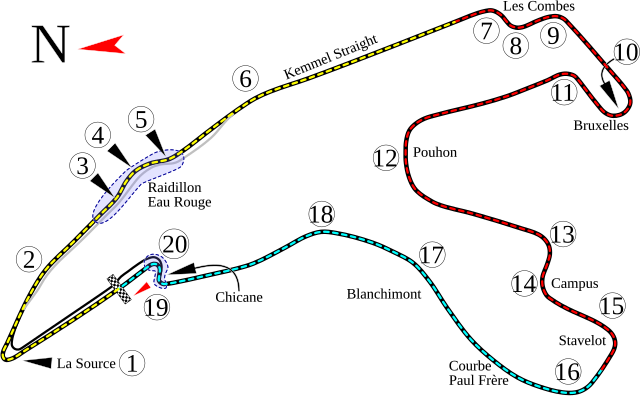 N
Les Combes
7
8
9
10
6
Kemmel Straight
11
Bruxelles
5
4
3
12
Pouhon
Raidillon
Eau Rouge
2
20
18
17
13
14
Campus
15
Chicane
19
Blanchimont
Stavelot
La Source
1
Courbe
Paul Frère
16